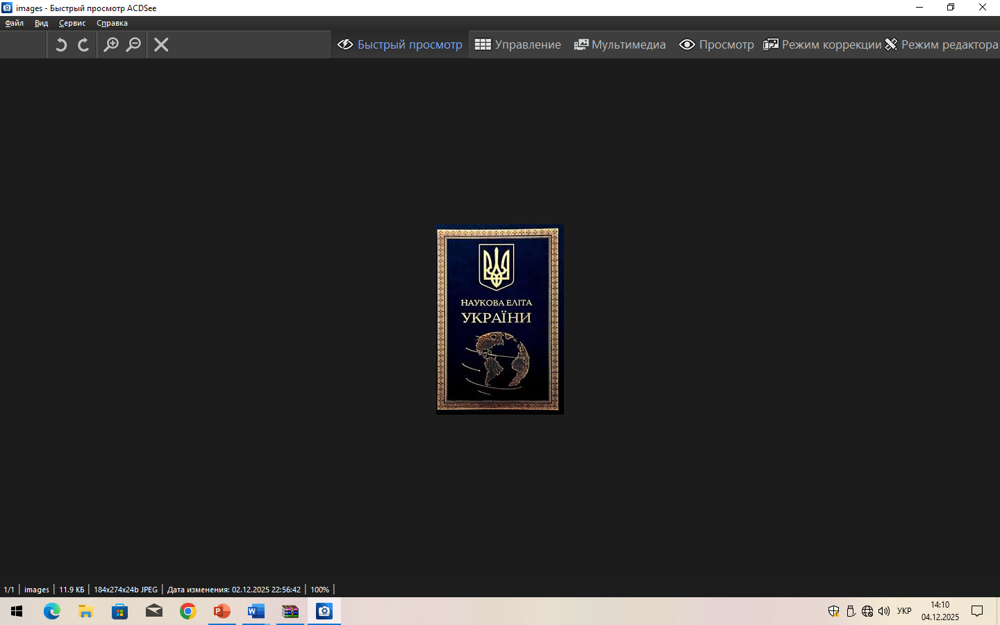 images - Быстрый просмотр ACDSee
Файл Вид Сервис Справка
Быстрый просмотр Управление Мультимедиа Просмотр Режим коррекции Режим редактора
НАУКОВА ЕЛІТА
УКРАЇНИ
1/1 images 11.9 КБ 184x274x24b JPEG Дата изменения: 02.12.2025 22:56:42 100%
УКР
14:10
04.12.2025